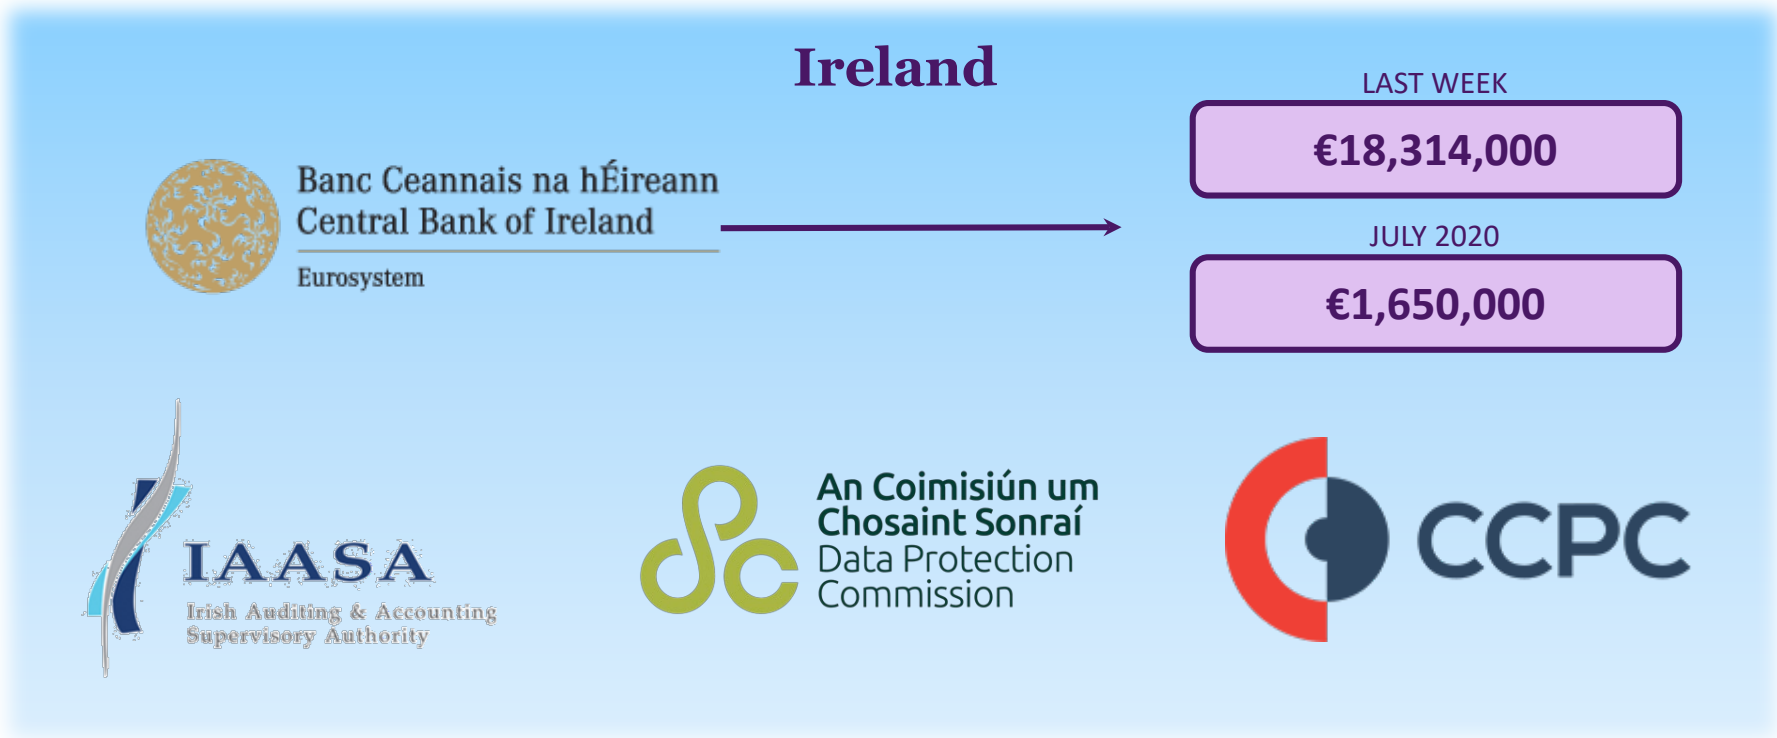 Ireland
LAST WEEK
€18,314,000
Banc Ceannais na hÉireann
Central Bank of Ireland
Eurosystem
JULY 2020
€1,650,000
IAASA
Irish Auditing & Accounting
Supervisory Authority
An Coimisiún um
Chosaint Sonraí
Data Protection
Commission
CCPC